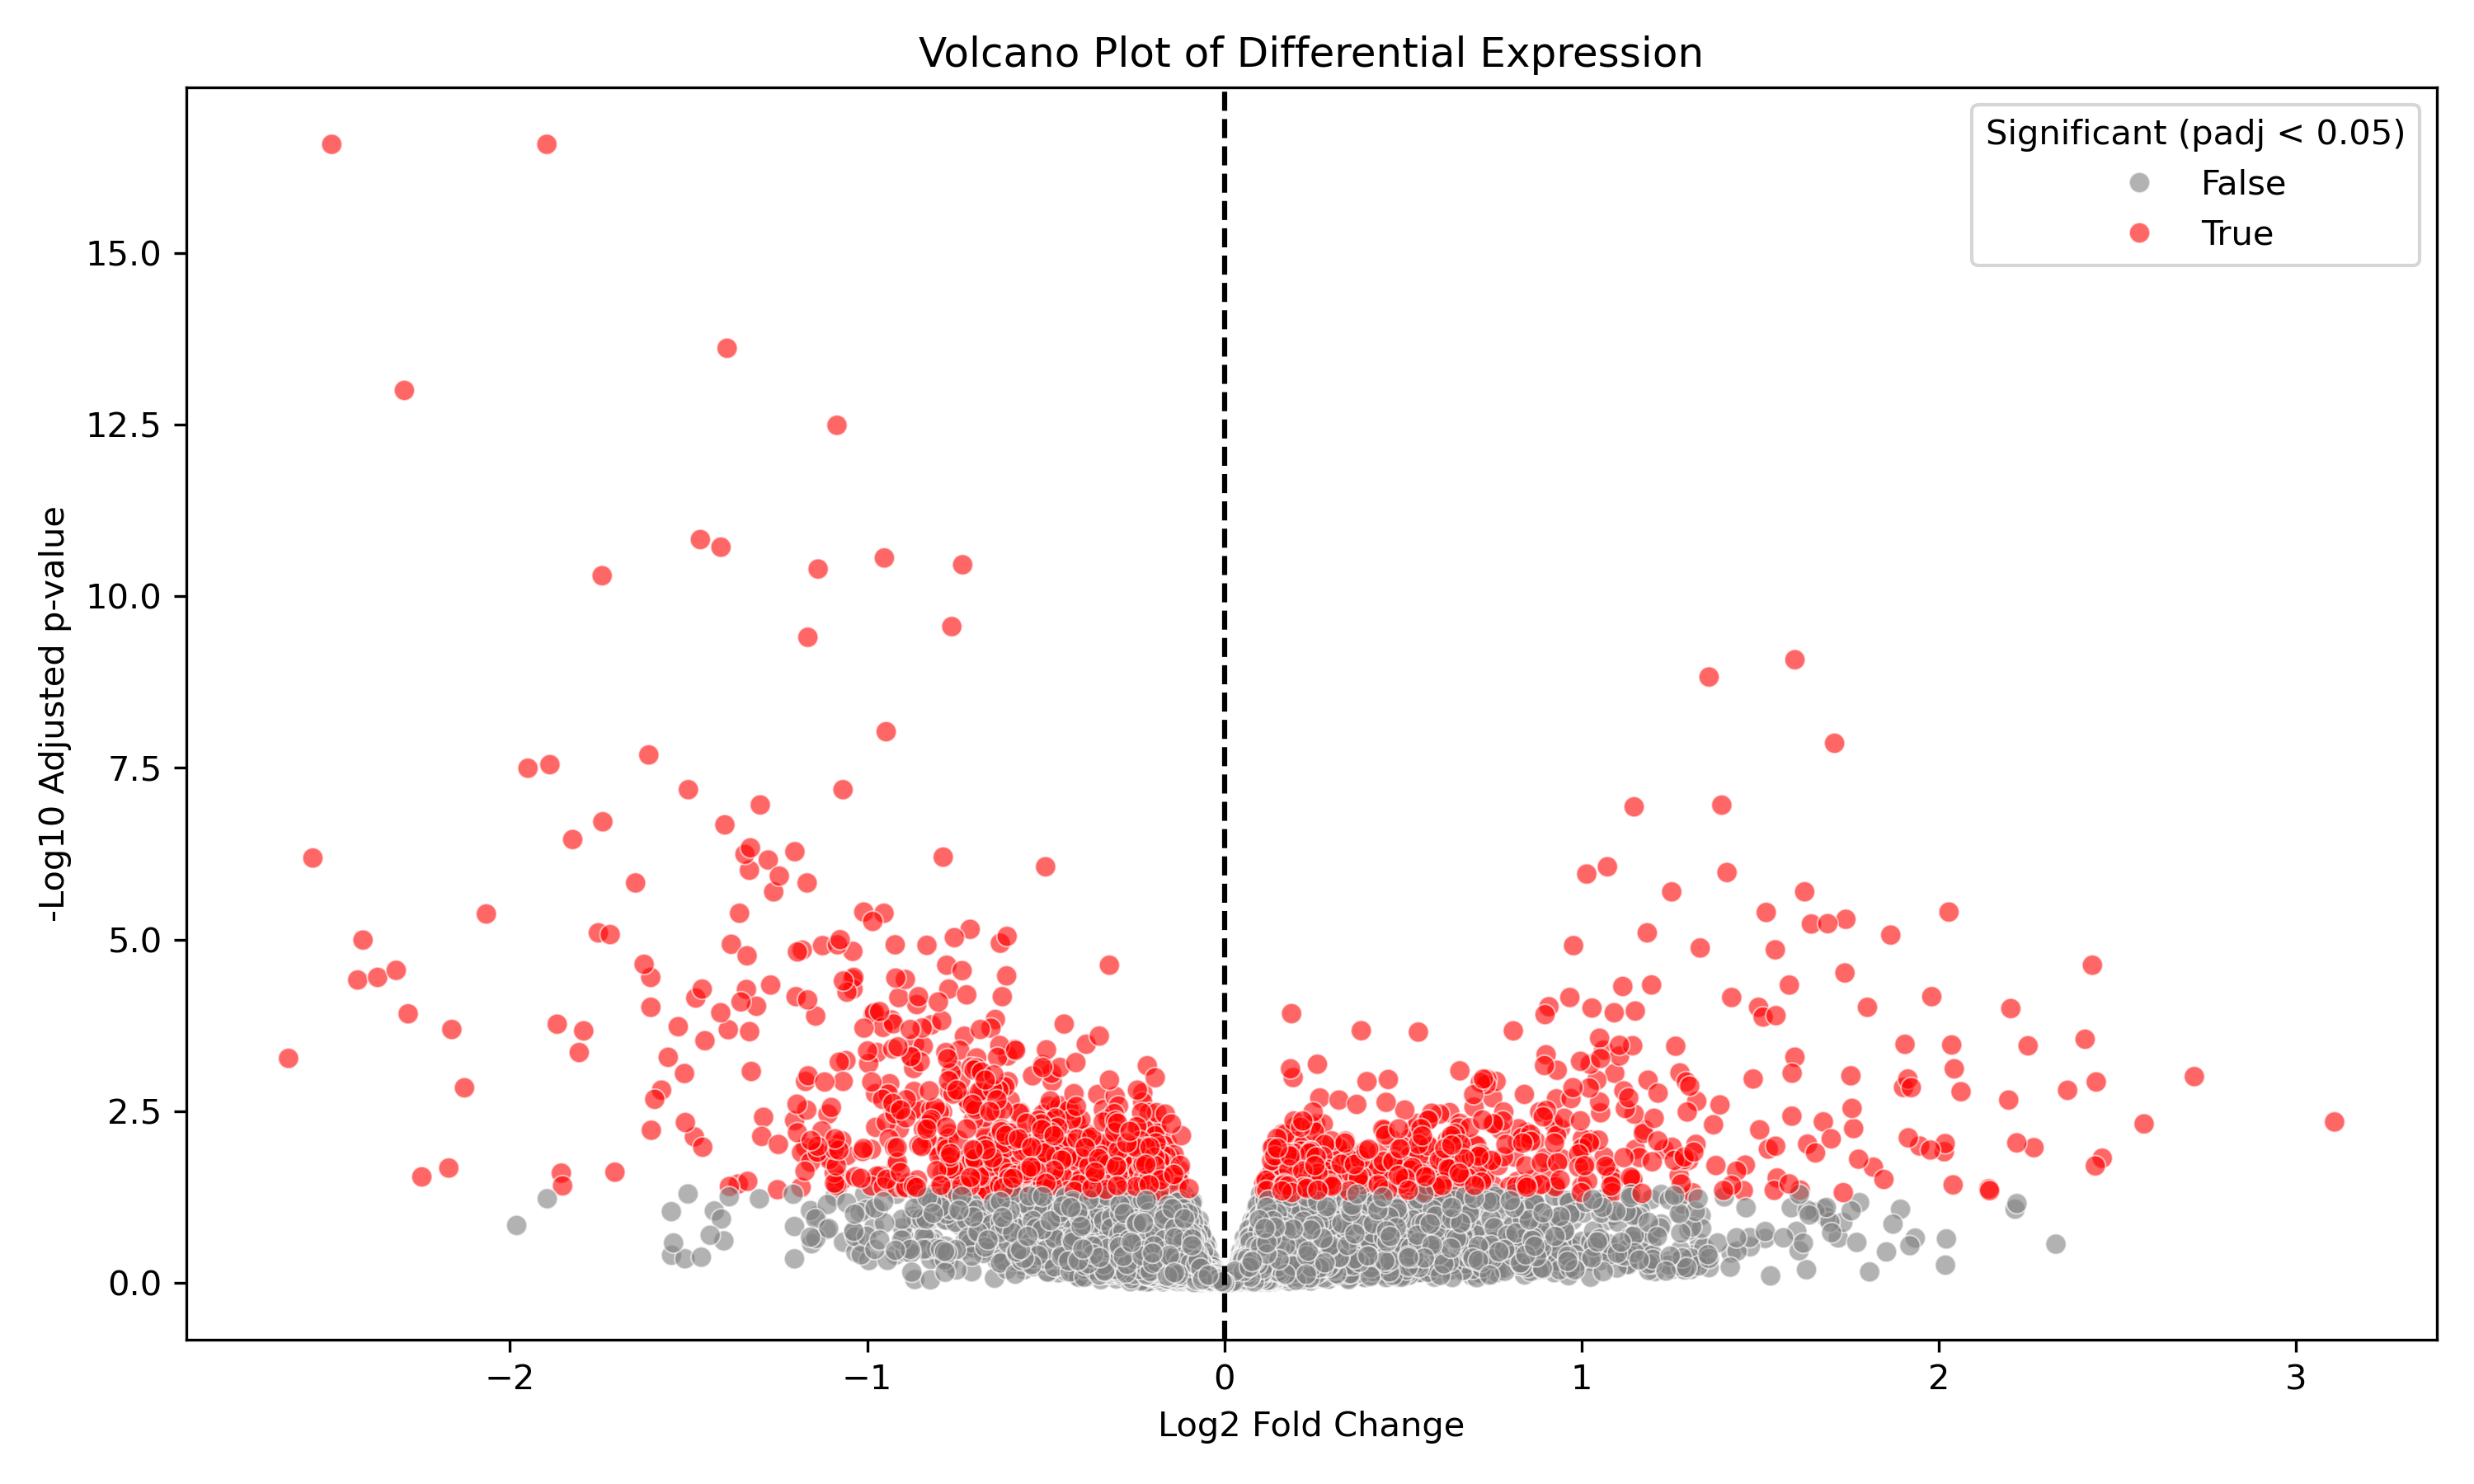 Volcano Plot of Differential Expression
Significant (padj < 0.05)
False
True
-Log10 Adjusted p-value
15.0
12.5
10.0
7.5
5.0
2.5
0.0
−2
−1
0
1
2
3
Log2 Fold Change